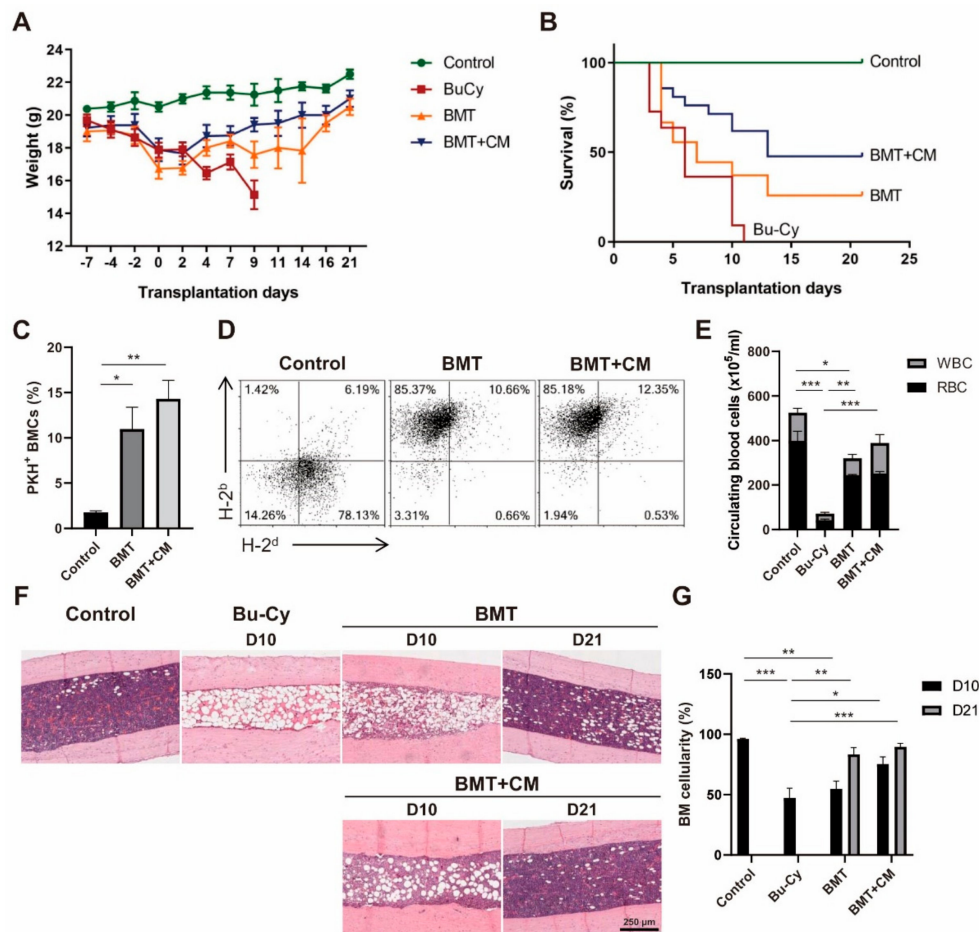 A
24
22
20
18
16
14
12
Weight (g)
-7 -4 -2 0 2 4 7 9 11 14 16 21
Transplantation days
Control
BuCy
BMT
BMT+CM
B
100
50
0
Survival (%)
0 5 10 15 20 25
Transplantation days
Control
BMT+CM
BMT
Bu-Cy
C
20
15
10
5
0
PKH+ BMCs (%)
**
*
Control BMT BMT+CM
D
Control BMT BMT+CM
1.42% 6.19% 85.37% 10.66% 85.18% 12.35%
14.26% 78.13% 3.31% 0.66% 1.94% 0.53%
H-2b
H-2d
E
800
600
400
200
0
Circulating blood cells (x10⁶/ml)
*
*** **
***
WBC
RBC
Control Bu-Cy BMT BMT+CM
F
Control Bu-Cy BMT
D10 D10 D21
BMT+CM
D10 D21
250 µm
G
150
100
50
0
BM cellularity (%)
**
*** **
*
***
D10
D21
Control Bu-Cy BMT BMT+CM